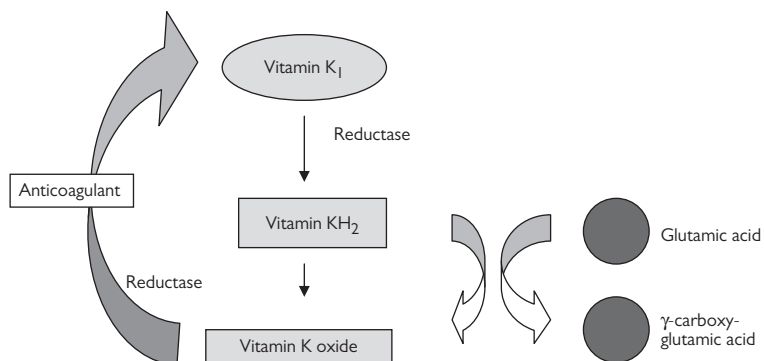 Vitamin K₁
Reductase
Anticoagulant
Vitamin KH₂
Glutamic acid
Reductase
γ-carboxy-
glutamic acid
Vitamin K oxide